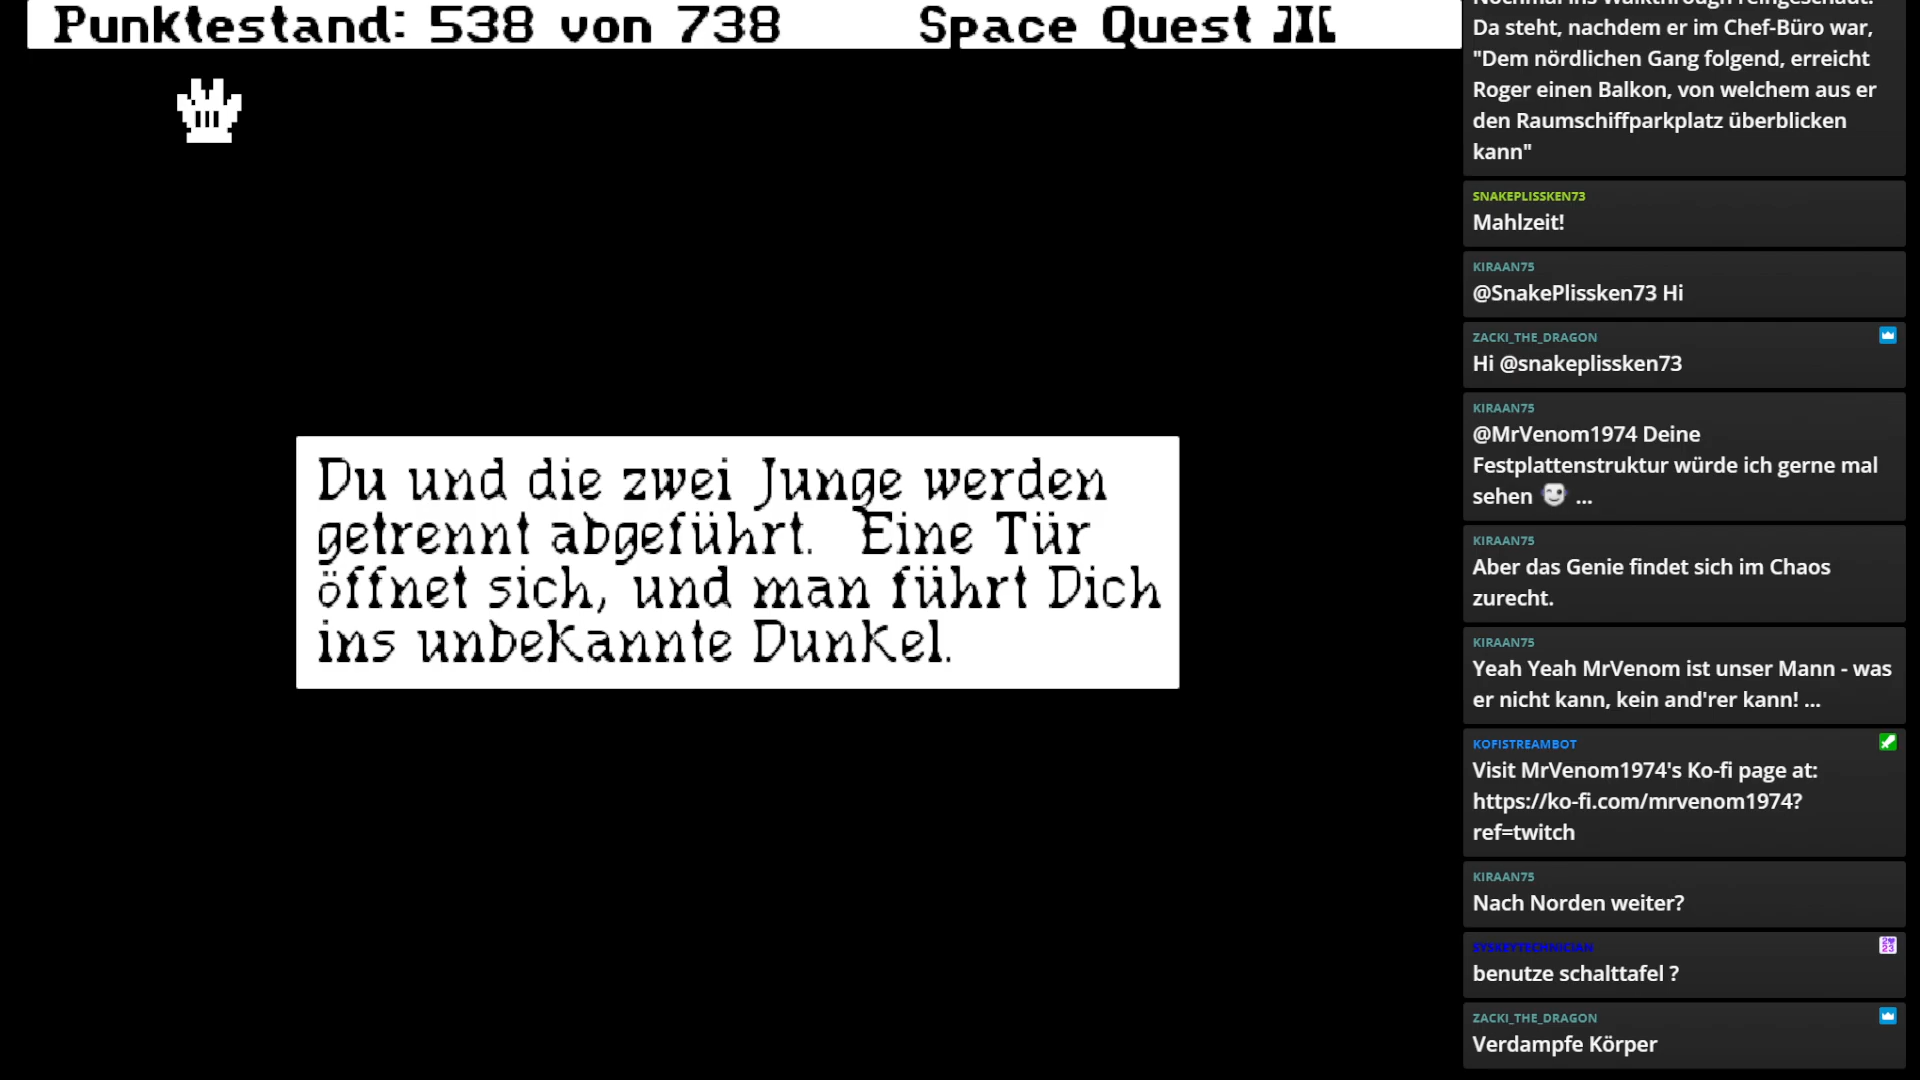 Punktestand: 538 von 738 Space Quest III
Du und die zwei Junge werden
getrennt abgeführt. Eine Tür
öffnet sich, und man führt Dich
ins unbekannte Dunkel.
Da steht, nachdem er im Chef-Büro war,
"Dem nördlichen Gang folgend, erreicht
Roger einen Balkon, von welchem aus er
den Raumschiffparkplatz überblicken
kann"
SNAKEPLISSKEN73
Mahlzeit!
KIRAAN75
@SnakePlissken73 Hi
ZACKI_THE_DRAGON
Hi @snakeplissken73
KIRAAN75
@MrVenom1974 Deine
Festplattenstruktur würde ich gerne mal
sehen ...
KIRAAN75
Aber das Genie findet sich im Chaos
zurecht.
KIRAAN75
Yeah Yeah MrVenom ist unser Mann - was
er nicht kann, kein and'rer kann! ...
KOFISTREAMBOT
Visit MrVenom1974's Ko-fi page at:
https://ko-fi.com/mrvenom1974?
ref=twitch
KIRAAN75
Nach Norden weiter?
SYSKEYTECHNICIAN
benutze schalttafel ?
ZACKI_THE_DRAGON
Verdampfe Körper